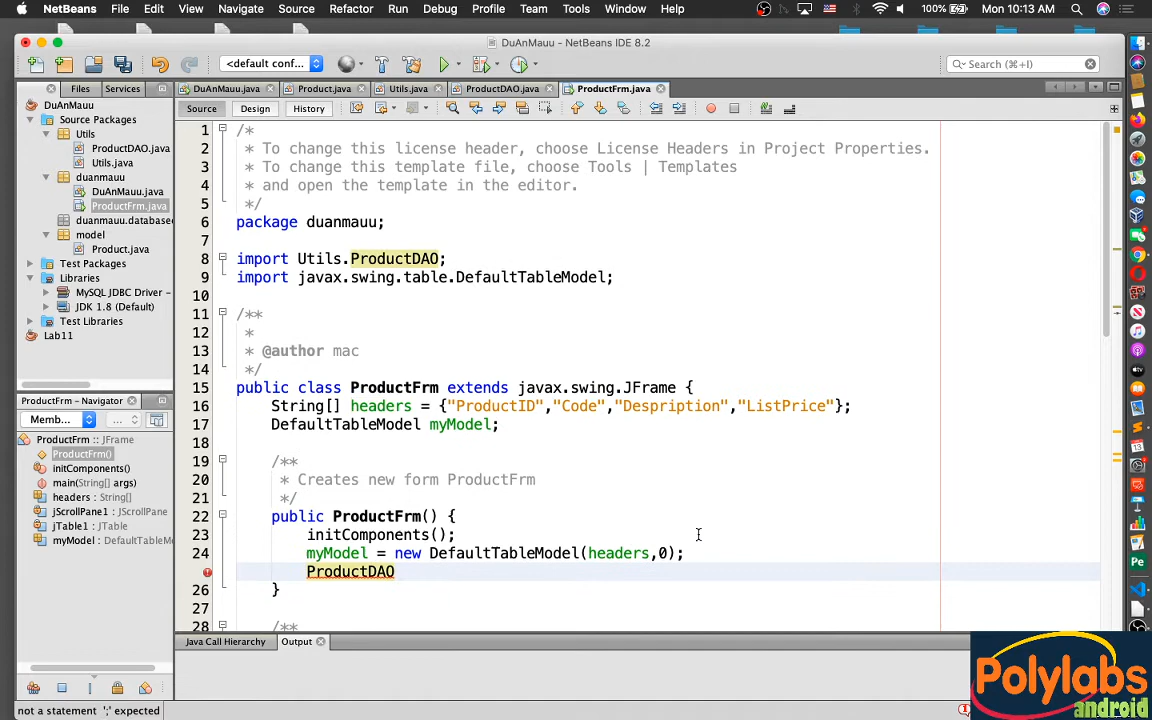 NetBeans File Edit View Navigate Source Refactor Run Debug Profile Team Tools Window Help 100% Mon 10:13 AM
DuAnMauu - NetBeans IDE 8.2
<default conf... Search (⌘+I)
Files Services DuAnMauu.java Product.java Utils.java ProductDAO.java ProductFrm.java
Source Design History
DuAnMauu
Source Packages
Utils
ProductDAO.java
Utils.java
duanmauu
DuAnMauu.java
ProductFrm.java
duanmauu.database
model
Product.java
Test Packages
Libraries
MySQL JDBC Driver -
JDK 1.8 (Default)
Test Libraries
Lab11
ProductFrm - Navigator
Memb...
ProductFrm :: JFrame
ProductFrm()
initComponents()
main(String[] args)
headers : String[]
jScrollPane1 : JScrollPane
jTable1 : JTable
myModel : DefaultTableM
1 /*
2 * To change this license header, choose License Headers in Project Properties.
3 * To change this template file, choose Tools | Templates
4 * and open the template in the editor.
5 */
6 package duanmauu;
7
8 import Utils.ProductDAO;
9 import javax.swing.table.DefaultTableModel;
10
11 /**
12 *
13 * @author mac
14 */
15 public class ProductFrm extends javax.swing.JFrame {
16 String[] headers = {"ProductID","Code","Despription","ListPrice"};
17 DefaultTableModel myModel;
18
19 /**
20 * Creates new form ProductFrm
21 */
22 public ProductFrm() {
23 initComponents();
24 myModel = new DefaultTableModel(headers,0);
ProductDAO
26 }
27
28 /**
Java Call Hierarchy Output
not a statement ';' expected
Polylabs
android